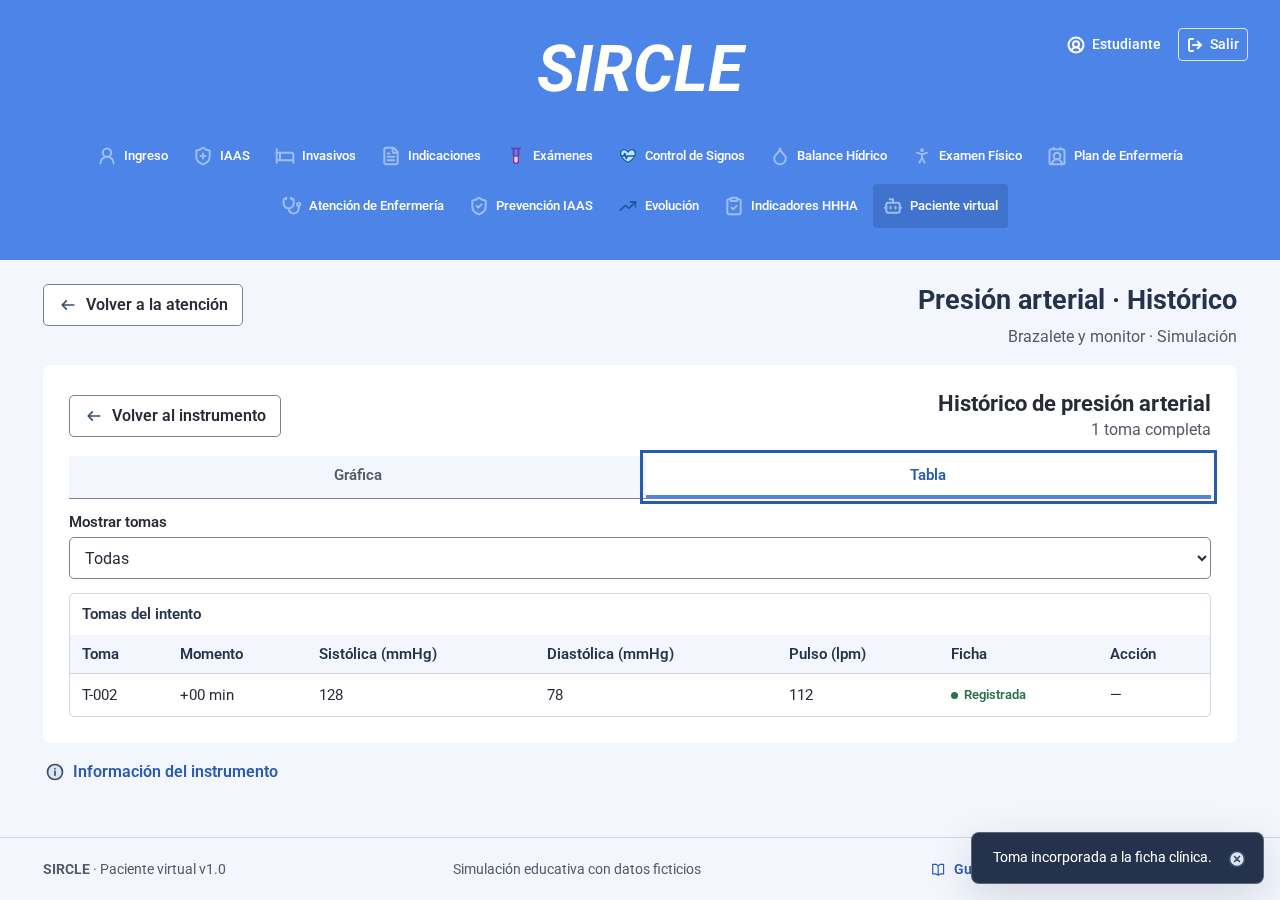 SIRCLE
Estudiante
Salir
Ingreso
IAAS
Invasivos
Indicaciones
Exámenes
Control de Signos
Balance Hídrico
Examen Físico
Plan de Enfermería
Atención de Enfermería
Prevención IAAS
Evolución
Indicadores HHHA
Paciente virtual
Volver a la atención
Presión arterial · Histórico
Brazalete y monitor · Simulación
Volver al instrumento
Histórico de presión arterial
1 toma completa
Gráfica
Tabla
Mostrar tomas
Todas
Tomas del intento
Toma Momento Sistólica (mmHg) Diastólica (mmHg) Pulso (lpm) Ficha Acción
T-002 +00 min 128 78 112 Registrada —
Información del instrumento
SIRCLE · Paciente virtual v1.0
Simulación educativa con datos ficticios
Toma incorporada a la ficha clínica.